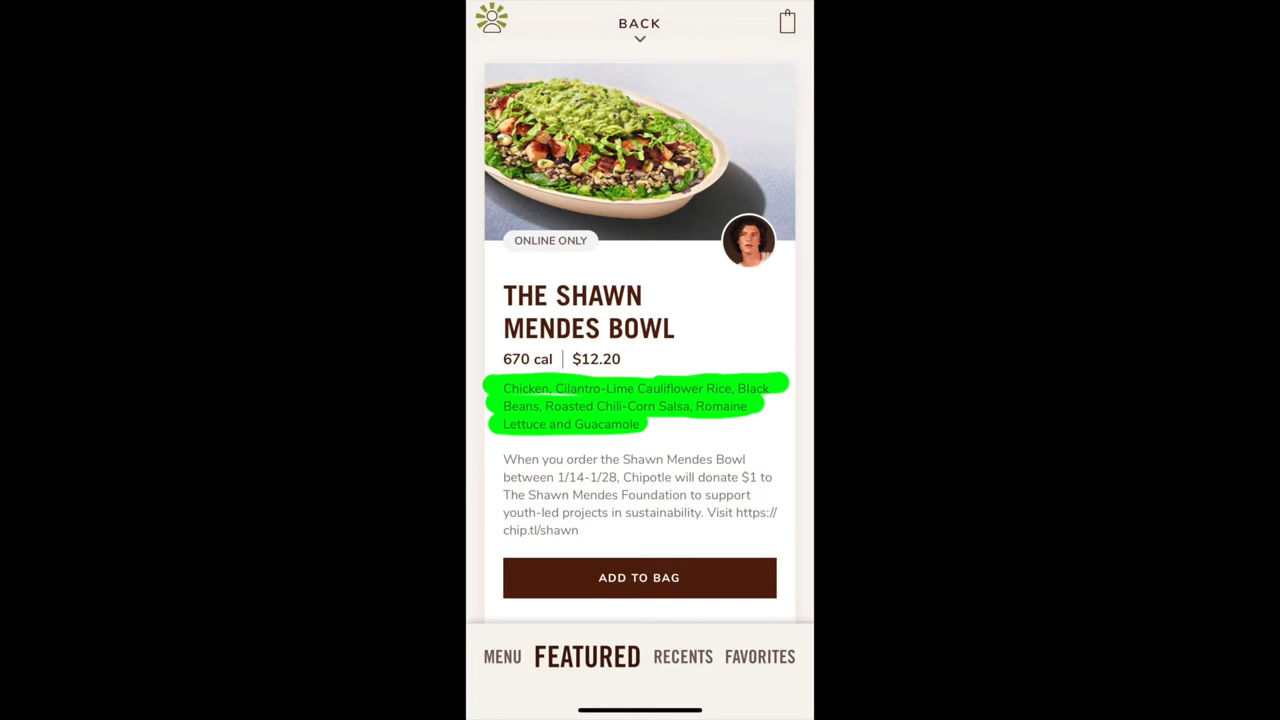 BACK
ONLINE ONLY
THE SHAWN
MENDES BOWL
670 cal | $12.20
Chicken, Cilantro-Lime Cauliflower Rice, Black
Beans, Roasted Chili-Corn Salsa, Romaine
Lettuce and Guacamole
When you order the Shawn Mendes Bowl
between 1/14-1/28, Chipotle will donate $1 to
The Shawn Mendes Foundation to support
youth-led projects in sustainability. Visit https://
chip.tl/shawn
ADD TO BAG
MENU FEATURED RECENTS FAVORITES